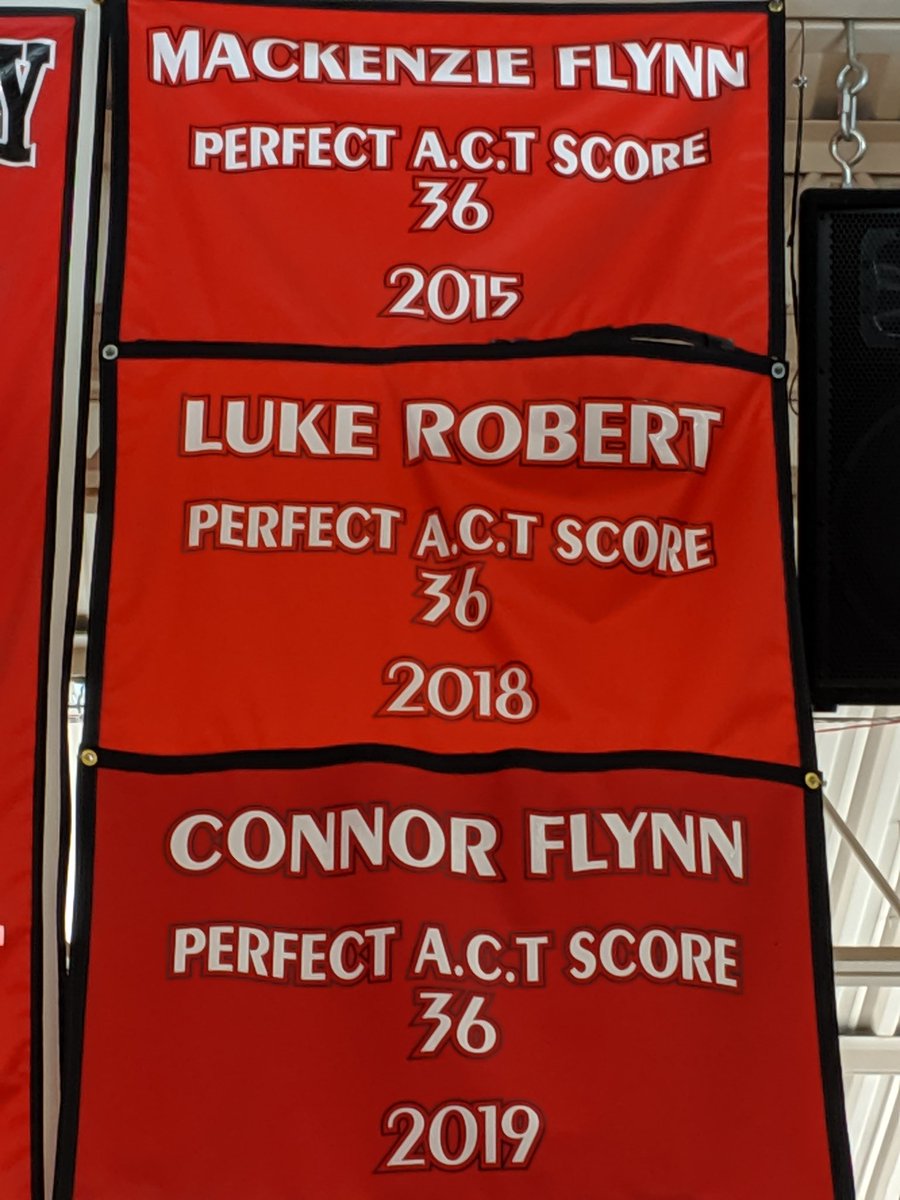 MACKENZIE FLYNN
PERFECT A.C.T SCORE
36
2015
LUKE ROBERT
PERFECT A.C.T SCORE
36
2018
CONNOR FLYNN
PERFECT A.C.T SCORE
36
2019